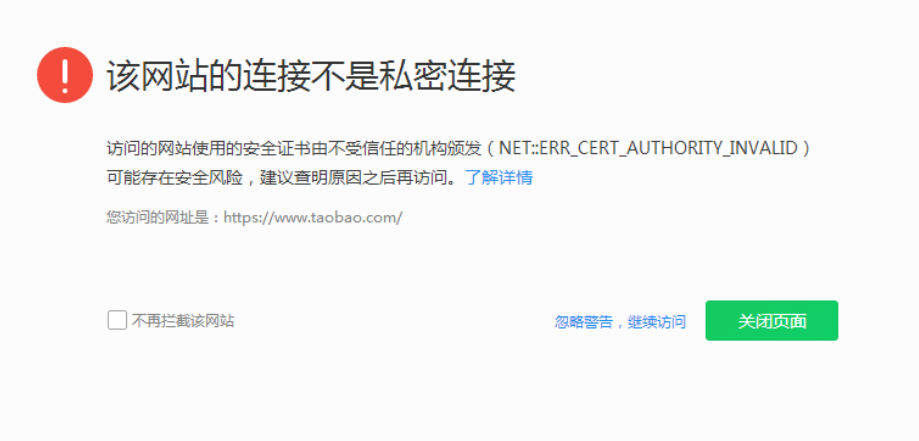 该网站的连接不是私密连接
访问的网站使用的安全证书由不受信任的机构颁发（NET::ERR_CERT_AUTHORITY_INVALID）
可能存在安全风险，建议查明原因之后再访问。了解详情
您访问的网址是：https://www.taobao.com/
不再拦截该网站 忽略警告，继续访问 关闭页面